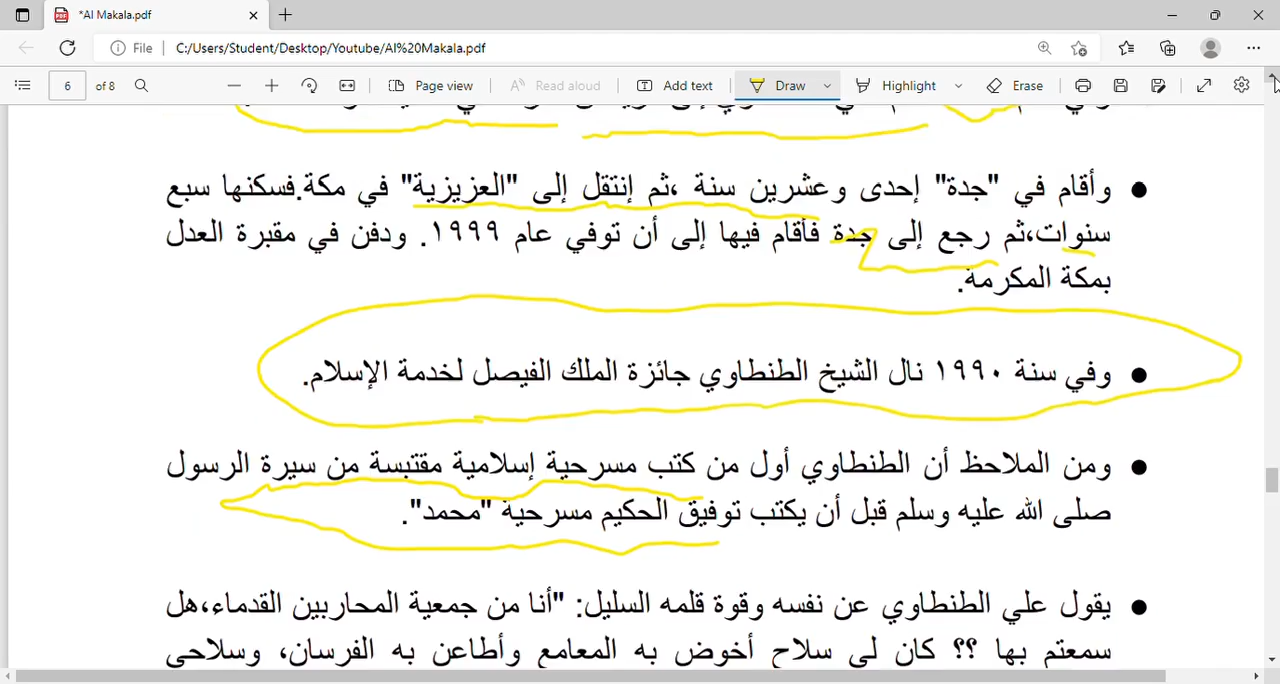 *Al Makala.pdf
File
C:/Users/Student/Desktop/Youtube/Al%20Makala.pdf
6 of 8
Page view
Read aloud
Add text
Draw
Highlight
Erase
وأقام في "جدة" إحدى وعشرين سنة ،ثم إنتقل إلى "العزيزية" في مكة.فسكنها سبع
سنوات،ثم رجع إلى جدة فأقام فيها إلى أن توفي عام ١٩٩٩. ودفن في مقبرة العدل
بمكة المكرمة.
وفي سنة ١٩٩٠ نال الشيخ الطنطاوي جائزة الملك الفيصل لخدمة الإسلام.
ومن الملاحظ أن الطنطاوي أول من كتب مسرحية إسلامية مقتبسة من سيرة الرسول
صلى الله عليه وسلم قبل أن يكتب توفيق الحكيم مسرحية "محمد".
يقول علي الطنطاوي عن نفسه وقوة قلمه السليل: "أنا من جمعية المحاربين القدماء،هل
سمعتم بها ؟؟ كان لي سلاح أخوض به المعامع وأطاعن به الفرسان، وسلاحي